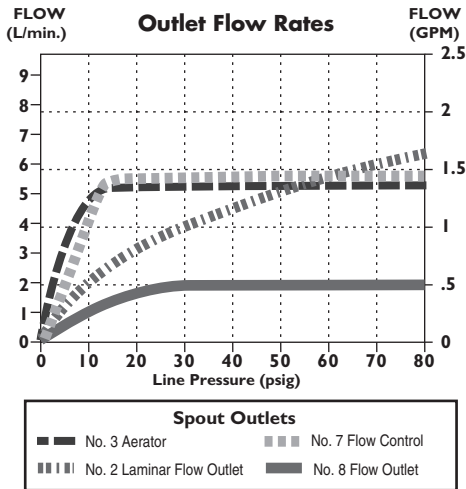 FLOW
(L/min.)
Outlet Flow Rates
FLOW
(GPM)
9
8
7
6
5
4
3
2
1
0
2.5
2
1.5
1
.5
0
0 10 20 30 40 50 60 70 80
Line Pressure (psig)
Spout Outlets
No. 3 Aerator
No. 7 Flow Control
No. 2 Laminar Flow Outlet
No. 8 Flow Outlet